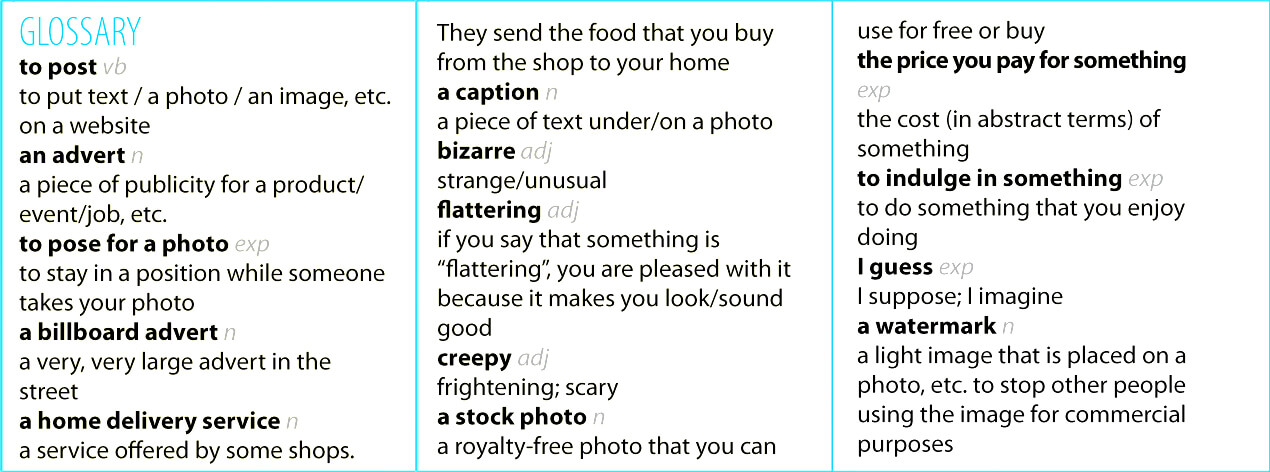 GLOSSARY
to post vb
to put text / a photo / an image, etc.
on a website
an advert n
a piece of publicity for a product/
event/job, etc.
to pose for a photo exp
to stay in a position while someone
takes your photo
a billboard advert n
a very, very large advert in the
street
a home delivery service n
a service offered by some shops.
They send the food that you buy
from the shop to your home
a caption n
a piece of text under/on a photo
bizarre adj
strange/unusual
flattering adj
if you say that something is
“flattering”, you are pleased with it
because it makes you look/sound
good
creepy adj
frightening; scary
a stock photo n
a royalty-free photo that you can
use for free or buy
the price you pay for something
exp
the cost (in abstract terms) of
something
to indulge in something exp
to do something that you enjoy
doing
I guess exp
I suppose; I imagine
a watermark n
a light image that is placed on a
photo, etc. to stop other people
using the image for commercial
purposes